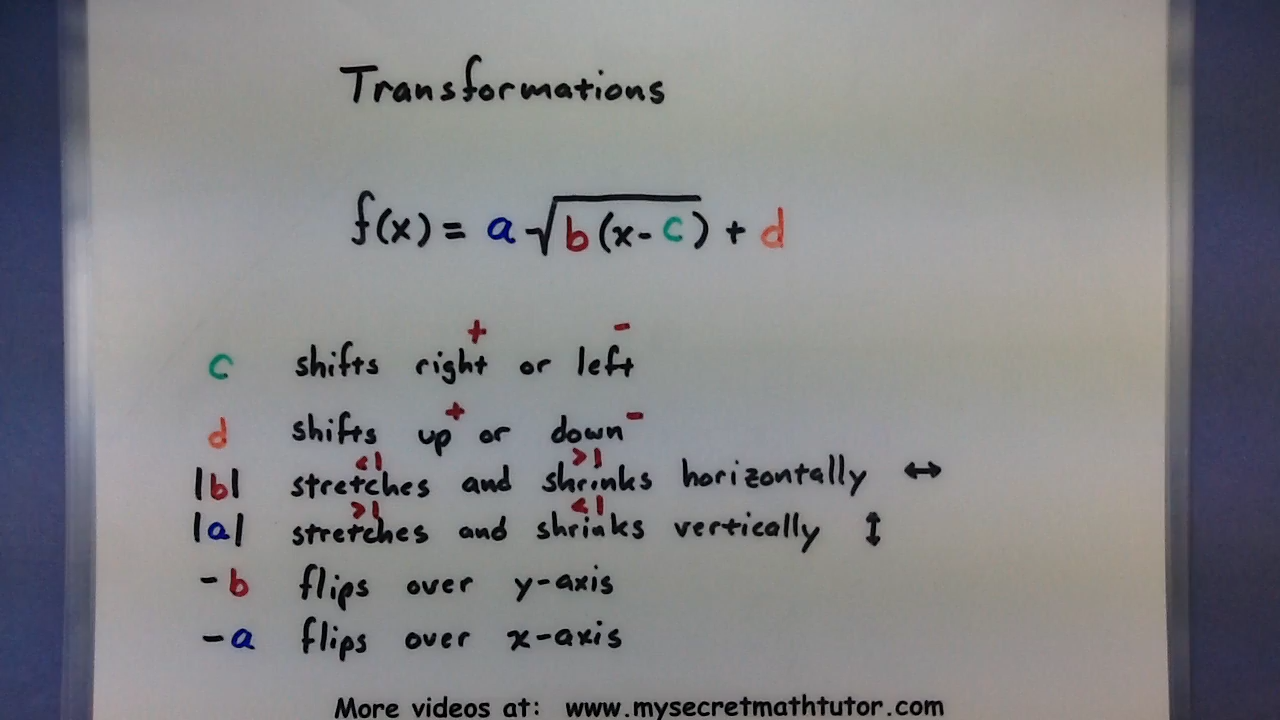 Transformations
f(x) = a√b(x-c) + d
+ -
c shifts right or left
+ -
d shifts up or down
<1 >1
|b| stretches and shrinks horizontally ↔
>1 <1
|a| stretches and shrinks vertically ↕
-b flips over y-axis
-a flips over x-axis
More videos at: www.mysecretmathtutor.com